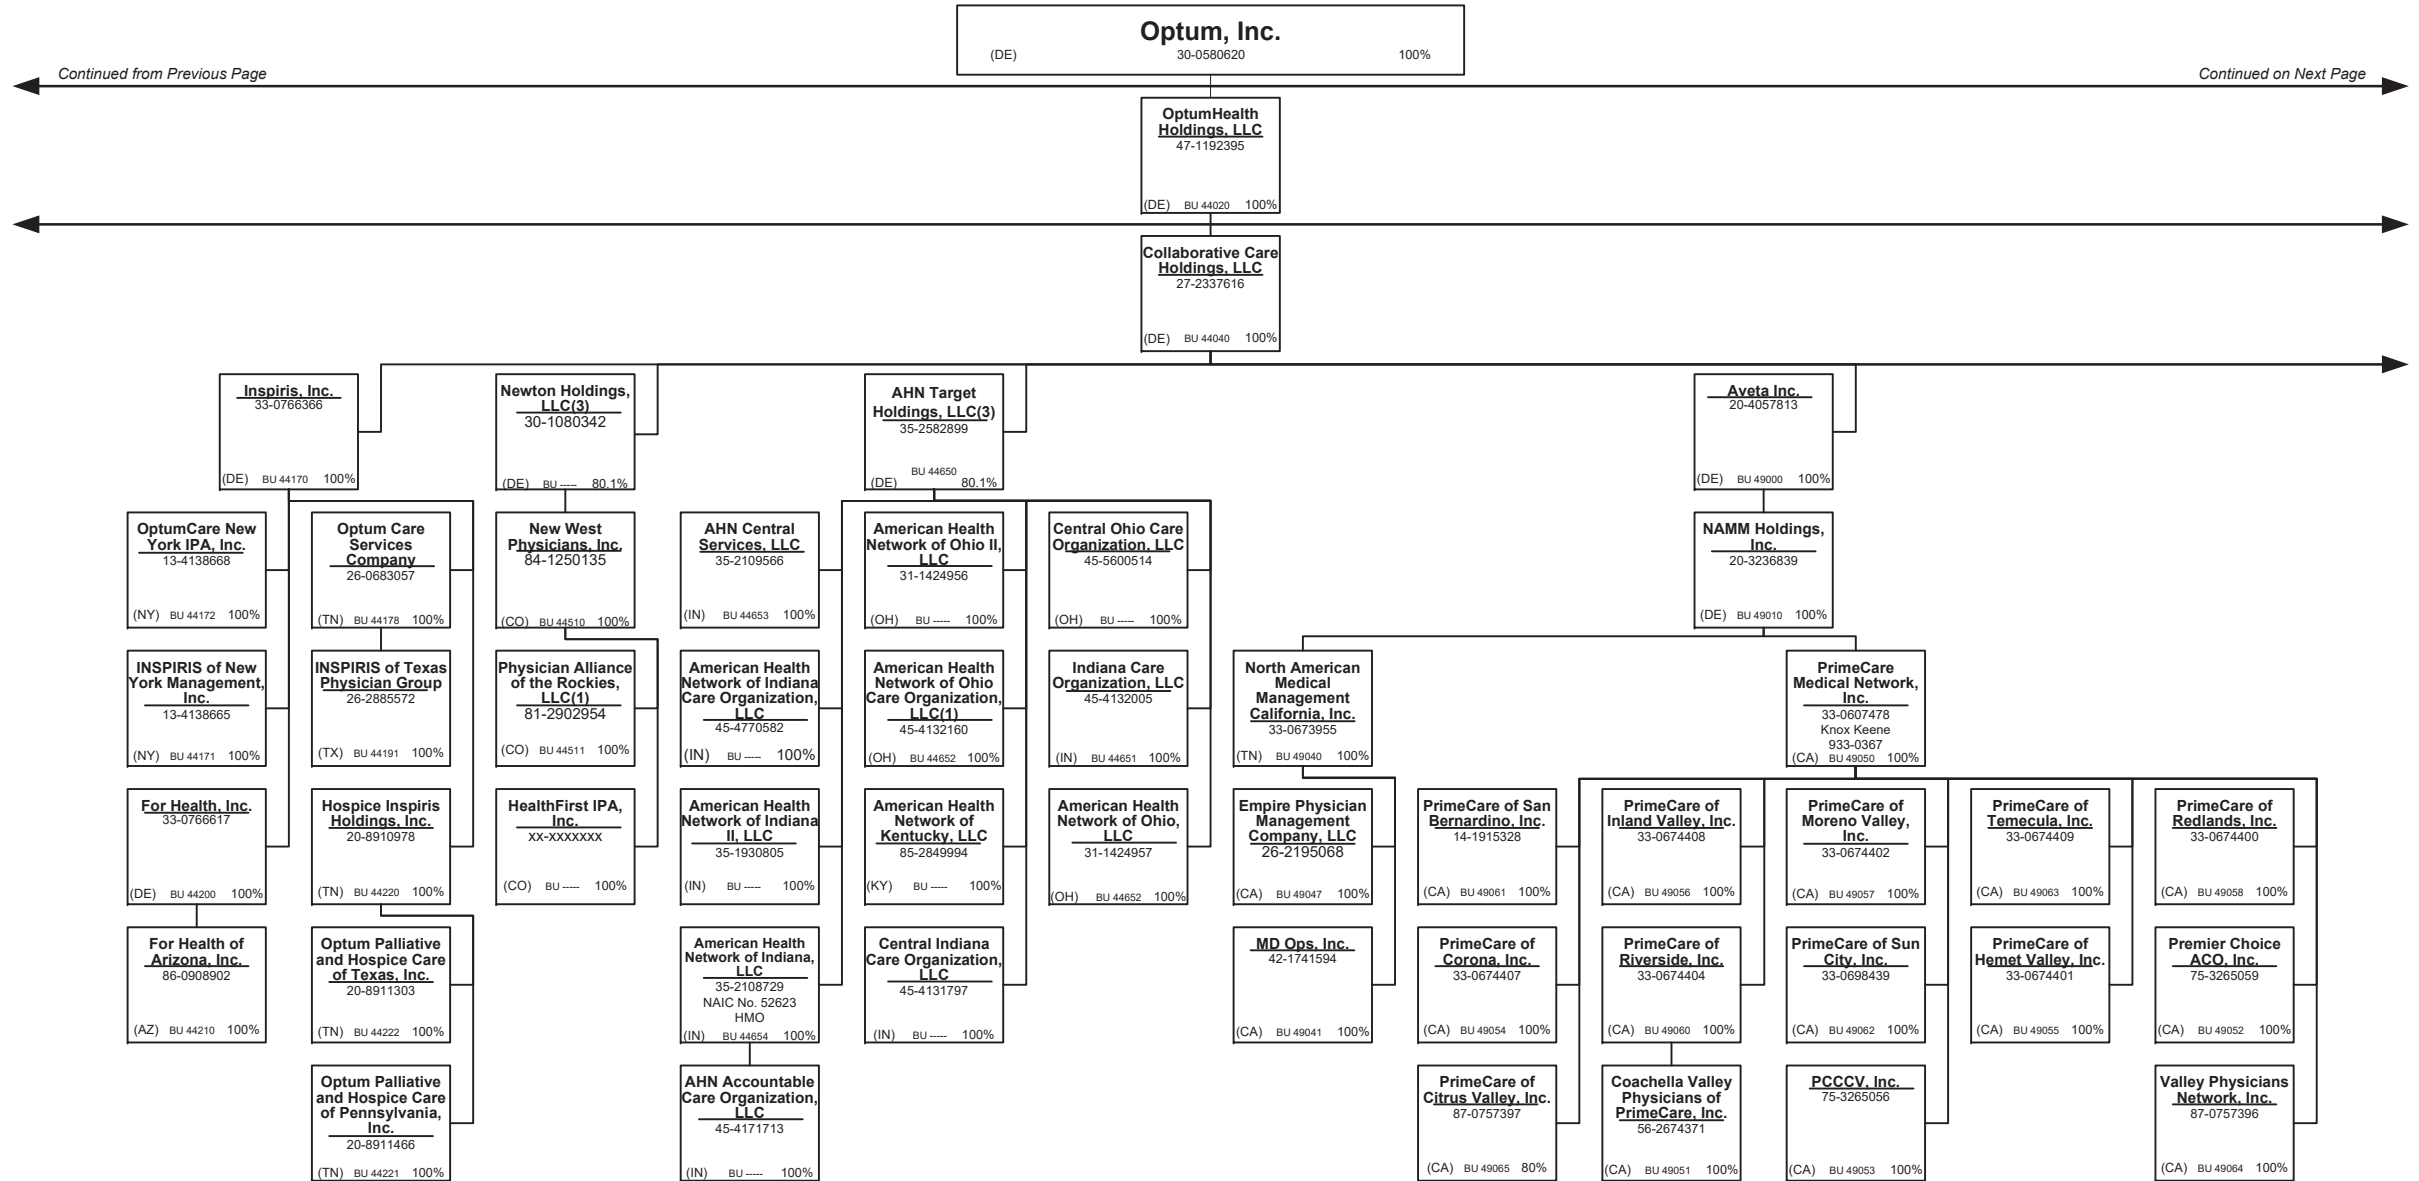 Optum, Inc.
(DE) 30-0580620 100%
Continued from Previous Page
Continued on Next Page
OptumHealth
Holdings, LLC
47-1192395
(DE) BU 44020 100%
Collaborative Care
Holdings, LLC
27-2337616
(DE) BU 44040 100%
Inspiris, Inc.
33-0766366
(DE) BU 44170 100%
Newton Holdings,
LLC(3)
30-1080342
(DE) BU ----- 80.1%
AHN Target
Holdings, LLC(3)
35-2582899
BU 44650
(DE) 80.1%
Aveta Inc.
20-4057813
(DE) BU 49000 100%
OptumCare New
York IPA, Inc.
13-4138668
(NY) BU 44172 100%
Optum Care
Services
Company
26-0683057
(TN) BU 44178 100%
New West
Physicians, Inc.
84-1250135
(CO) BU 44510 100%
AHN Central
Services, LLC
35-2109566
(IN) BU 44653 100%
American Health
Network of Ohio II,
LLC
31-1424956
(OH) BU ----- 100%
Central Ohio Care
Organization, LLC
45-5600514
(OH) BU ----- 100%
NAMM Holdings,
Inc.
20-3236839
(DE) BU 49010 100%
INSPIRIS of New
York Management,
Inc.
13-4138665
(NY) BU 44171 100%
INSPIRIS of Texas
Physician Group
26-2885572
(TX) BU 44191 100%
Physician Alliance
of the Rockies,
LLC(1)
81-2902954
(CO) BU 44511 100%
American Health
Network of Indiana
Care Organization,
LLC
45-4770582
(IN) BU ----- 100%
American Health
Network of Ohio
Care Organization,
LLC(1)
45-4132160
(OH) BU 44652 100%
Indiana Care
Organization, LLC
45-4132005
(IN) BU 44651 100%
North American
Medical
Management
California, Inc.
33-0673955
(TN) BU 49040 100%
PrimeCare
Medical Network,
Inc.
33-0607478
Knox Keene
933-0367
(CA) BU 49050 100%
For Health, Inc.
33-0766617
(DE) BU 44200 100%
Hospice Inspiris
Holdings, Inc.
20-8910978
(TN) BU 44220 100%
HealthFirst IPA,
Inc.
xx-xxxxxxx
(CO) BU ----- 100%
American Health
Network of Indiana
II, LLC
35-1930805
(IN) BU ----- 100%
American Health
Network of
Kentucky, LLC
85-2849994
(KY) BU ----- 100%
American Health
Network of Ohio,
LLC
31-1424957
(OH) BU 44652 100%
Empire Physician
Management
Company, LLC
26-2195068
(CA) BU 49047 100%
PrimeCare of San
Bernardino, Inc.
14-1915328
(CA) BU 49061 100%
PrimeCare of
Inland Valley, Inc.
33-0674408
(CA) BU 49056 100%
PrimeCare of
Moreno Valley,
Inc.
33-0674402
(CA) BU 49057 100%
PrimeCare of
Temecula, Inc.
33-0674409
(CA) BU 49063 100%
PrimeCare of
Redlands, Inc.
33-0674400
(CA) BU 49058 100%
For Health of
Arizona, Inc.
86-0908902
(AZ) BU 44210 100%
Optum Palliative
and Hospice Care
of Texas, Inc.
20-8911303
(TN) BU 44222 100%
American Health
Network of Indiana,
LLC
35-2108729
NAIC No. 52623
HMO
(IN) BU 44654 100%
Central Indiana
Care Organization,
LLC
45-4131797
(IN) BU ----- 100%
MD Ops, Inc.
42-1741594
(CA) BU 49041 100%
PrimeCare of
Corona, Inc.
33-0674407
(CA) BU 49054 100%
PrimeCare of
Riverside, Inc.
33-0674404
(CA) BU 49060 100%
PrimeCare of Sun
City, Inc.
33-0698439
(CA) BU 49062 100%
PrimeCare of
Hemet Valley, Inc.
33-0674401
(CA) BU 49055 100%
Premier Choice
ACO, Inc.
75-3265059
(CA) BU 49052 100%
Optum Palliative
and Hospice Care
of Pennsylvania,
Inc.
20-8911466
(TN) BU 44221 100%
AHN Accountable
Care Organization,
LLC
45-4171713
(IN) BU ----- 100%
PrimeCare of
Citrus Valley, Inc.
87-0757397
(CA) BU 49065 80%
Coachella Valley
Physicians of
PrimeCare, Inc.
56-2674371
(CA) BU 49051 100%
PCCCV, Inc.
75-3265056
(CA) BU 49053 100%
Valley Physicians
Network, Inc.
87-0757396
(CA) BU 49064 100%